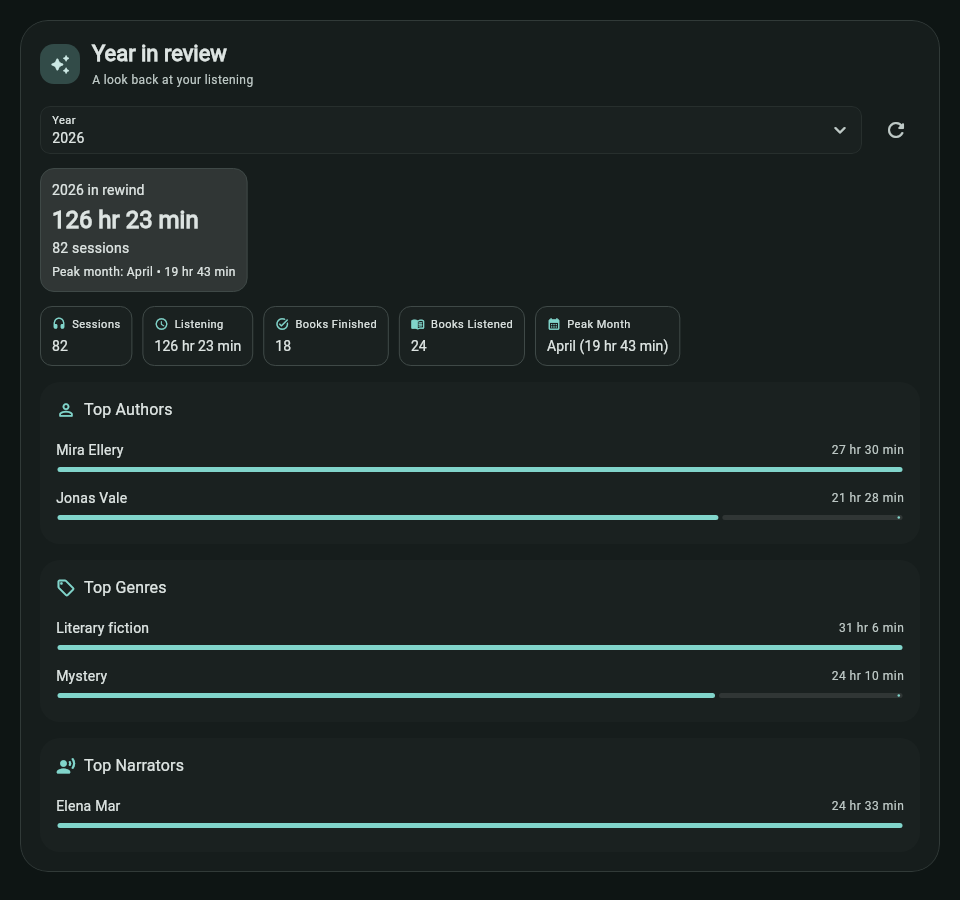 Year in review
A look back at your listening
Year
2026
2026 in rewind
126 hr 23 min
82 sessions
Peak month: April • 19 hr 43 min
Sessions
82
Listening
126 hr 23 min
Books Finished
18
Books Listened
24
Peak Month
April (19 hr 43 min)
Top Authors
Mira Ellery 27 hr 30 min
Jonas Vale 21 hr 28 min
Top Genres
Literary fiction 31 hr 6 min
Mystery 24 hr 10 min
Top Narrators
Elena Mar 24 hr 33 min